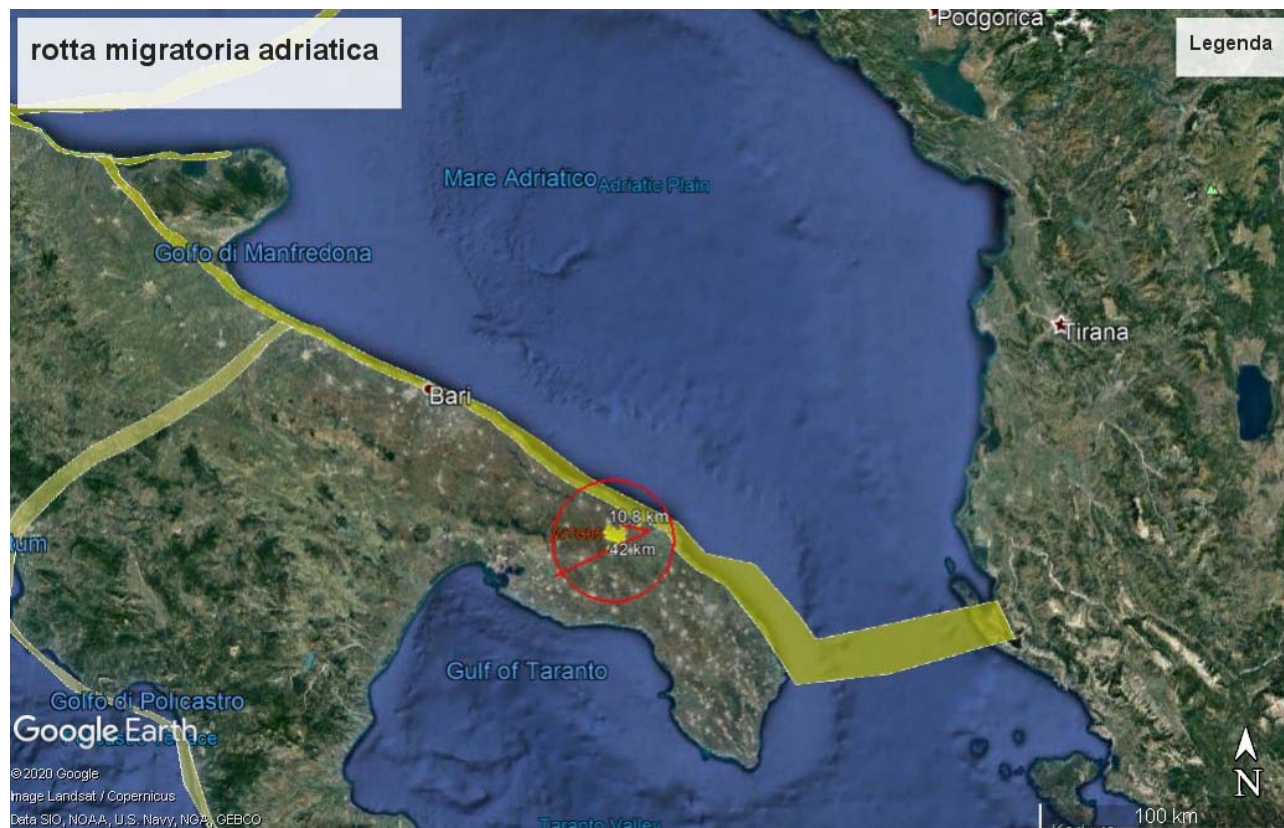 rotta migratoria adriatica
Podgorica
Legenda
Mare Adriatico
Adriatic Plain
Golfo di Manfredona
Tirana
Bari
10.8 km
42 km
Gulf of Taranto
Golfo di Policastro
Google Earth
© 2020 Google
Image Landsat / Copernicus
Data SIO, NOAA, U.S. Navy, NGA, GEBCO
N
100 km
Taranto Valley